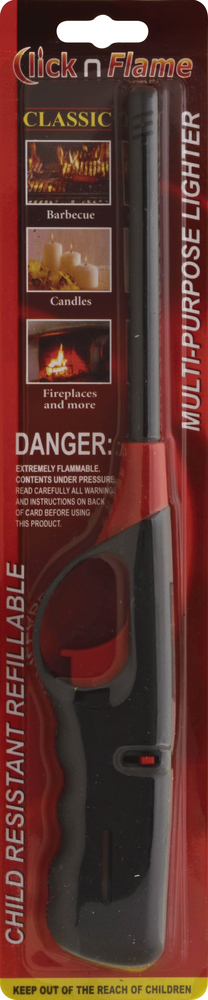 Click n Flame
CLASSIC
Barbecue
Candles
Fireplaces
and more
MULTI-PURPOSE LIGHTER
DANGER:
EXTREMELY FLAMMABLE.
CONTENTS UNDER PRESSURE
READ CAREFULLY ALL WARNING
AND INSTRUCTIONS ON BACK
OF CARD BEFORE USING
THIS PRODUCT.
CHILD RESISTANT REFILLABLE
KEEP OUT OF THE REACH OF CHILDREN